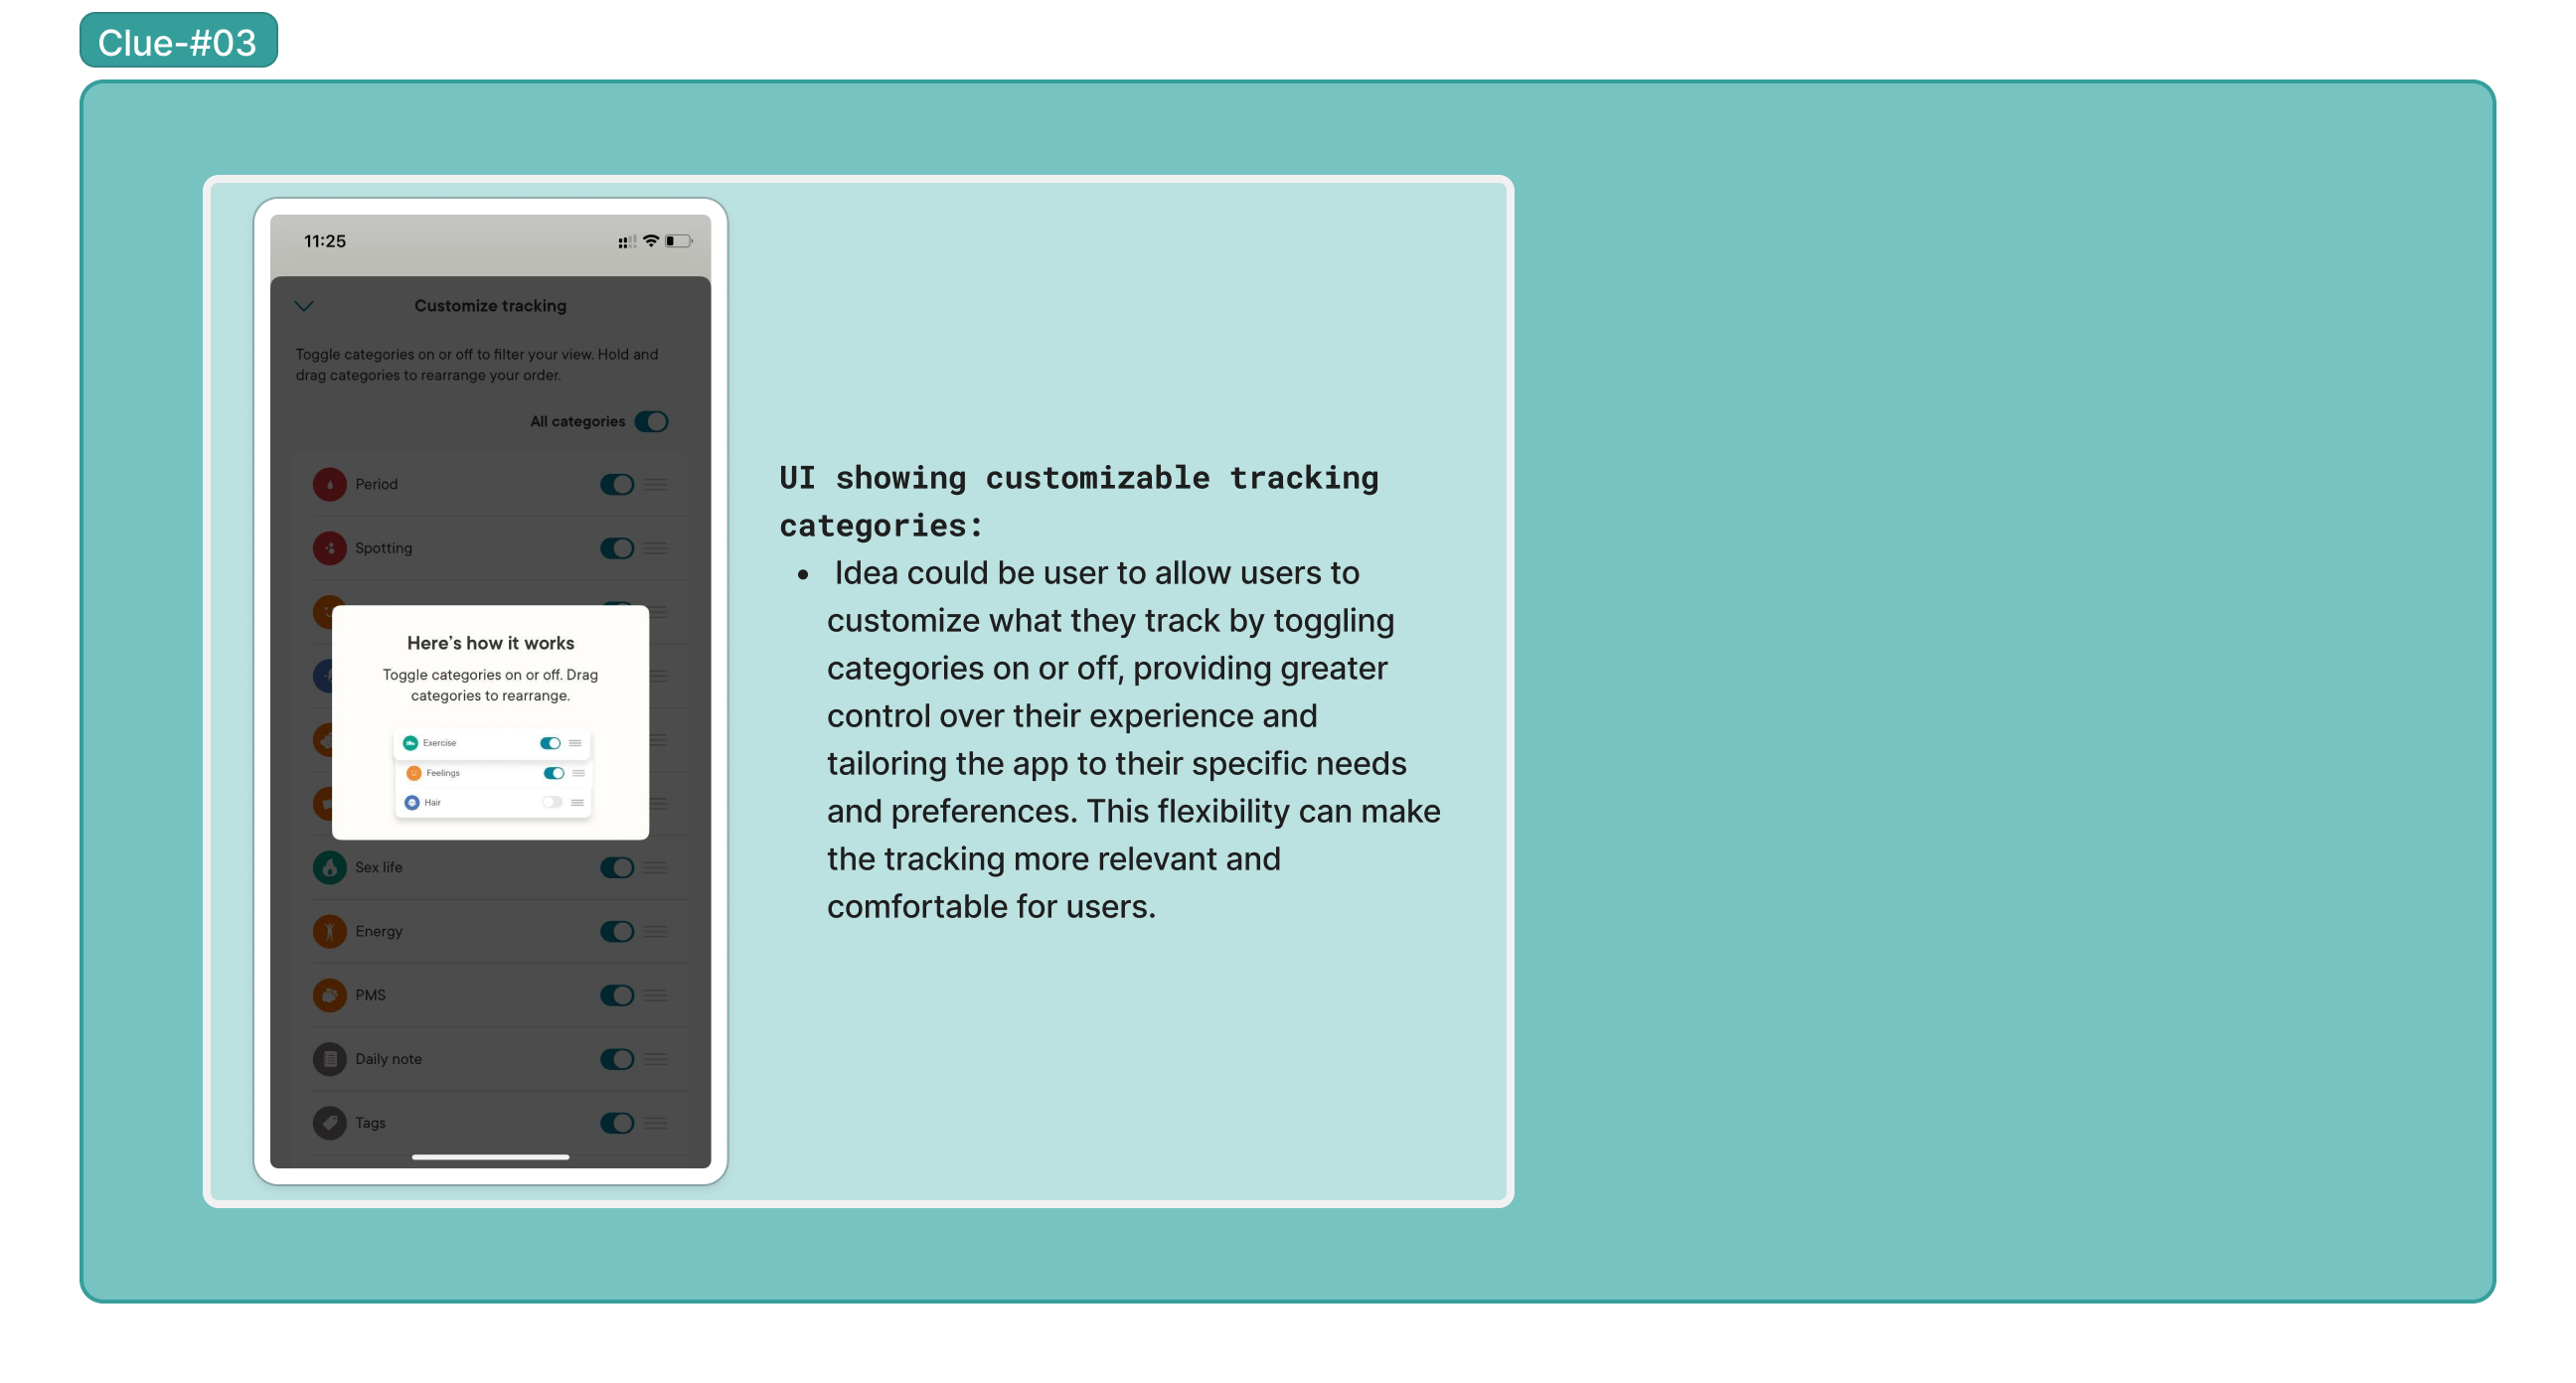 Clue-#03
11:25
Customize tracking
Toggle categories on or off to filter your view. Hold and
drag categories to rearrange your order.
All categories
Period
Spotting
Here's how it works
Toggle categories on or off. Drag
categories to rearrange.
Exercise
Feelings
Hair
Sex life
Energy
PMS
Daily note
Tags
UI showing customizable tracking
categories:
• Idea could be user to allow users to
customize what they track by toggling
categories on or off, providing greater
control over their experience and
tailoring the app to their specific needs
and preferences. This flexibility can make
the tracking more relevant and
comfortable for users.